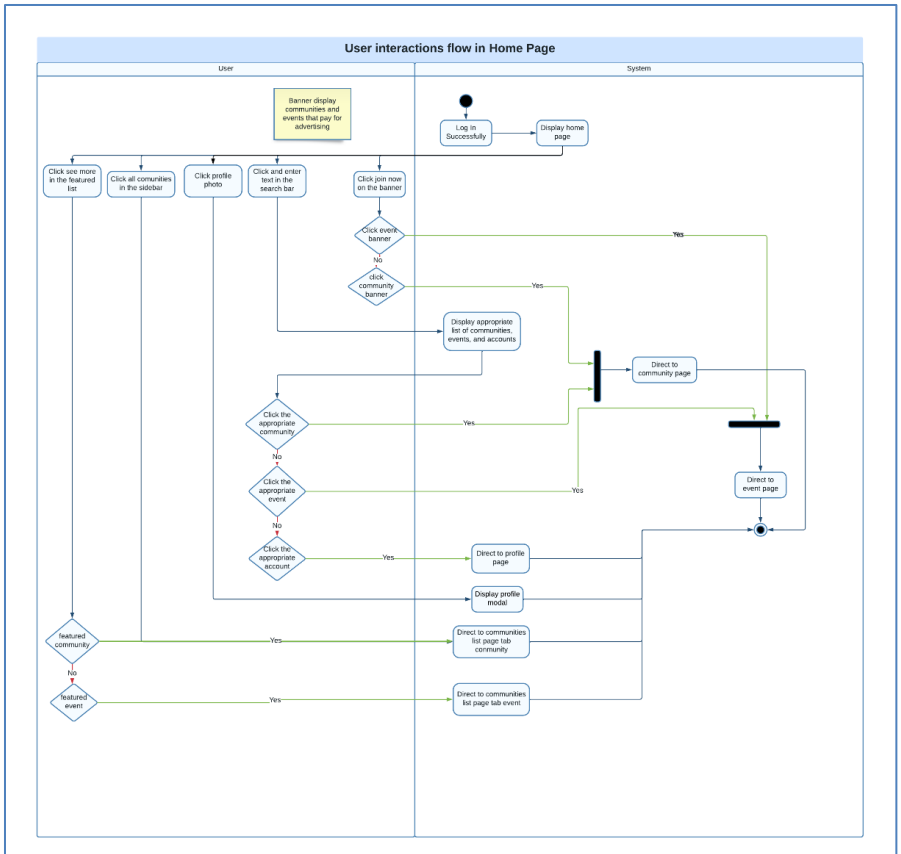 User interactions flow in Home Page
User
System
Banner display
communities and
events that pay for
advertising
Log In
Successfully
Display home
page
Click see more
in the featured
list
Click all comunities
in the sidebar
Click profile
photo
Click and enter
text in the
search bar
Click join now
on the banner
Click event
banner
Yes
No
click
community
banner
Yes
Display appropriate
list of communities,
events, and accounts
Direct to
community page
Click the
appropriate
community
Yes
No
Click the
appropriate
event
Yes
Direct to
event page
No
Click the
appropriate
account
Yes
Direct to profile
page
Display profile
modal
featured
community
Yes
Direct to communities
list page tab
conmunity
No
featured
event
Yes
Direct to communities
list page tab event